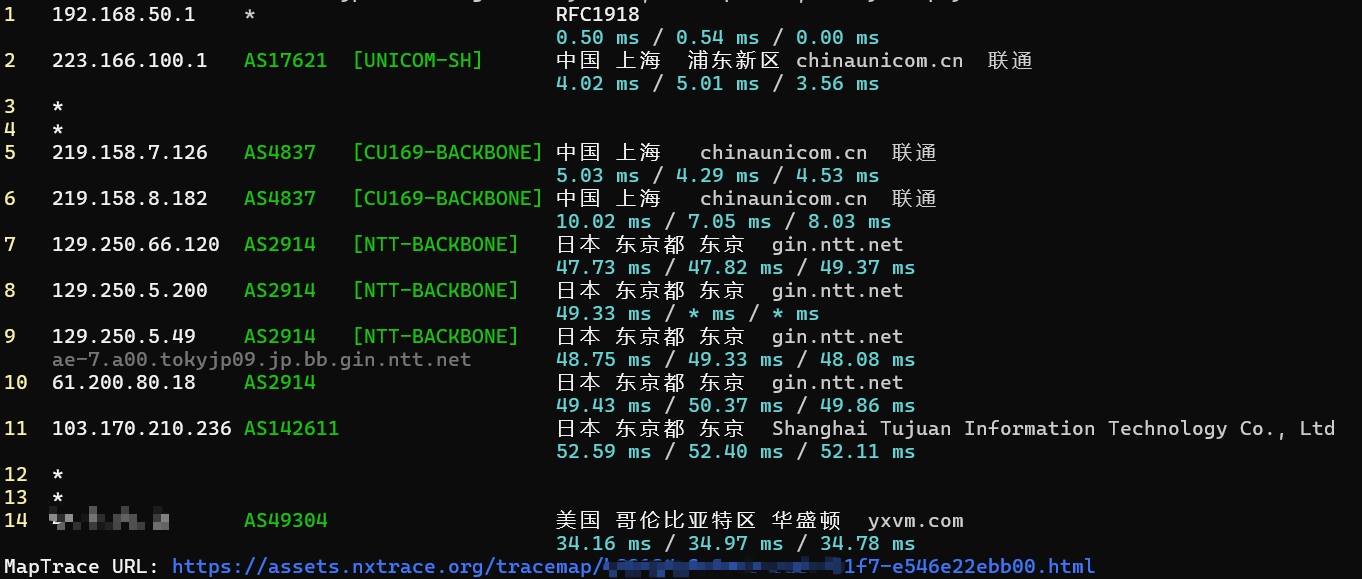 1 192.168.50.1 * RFC1918
0.50 ms / 0.54 ms / 0.00 ms
2 223.166.100.1 AS17621 [UNICOM-SH] 中国 上海 浦东新区 chinaunicom.cn 联通
4.02 ms / 5.01 ms / 3.56 ms
3 *
4 *
5 219.158.7.126 AS4837 [CU169-BACKBONE] 中国 上海 chinaunicom.cn 联通
5.03 ms / 4.29 ms / 4.53 ms
6 219.158.8.182 AS4837 [CU169-BACKBONE] 中国 上海 chinaunicom.cn 联通
10.02 ms / 7.05 ms / 8.03 ms
7 129.250.66.120 AS2914 [NTT-BACKBONE] 日本 东京都 东京 gin.ntt.net
47.73 ms / 47.82 ms / 49.37 ms
8 129.250.5.200 AS2914 [NTT-BACKBONE] 日本 东京都 东京 gin.ntt.net
49.33 ms / * ms / * ms
9 129.250.5.49 AS2914 [NTT-BACKBONE] 日本 东京都 东京 gin.ntt.net
ae-7.a00.tokyjp09.jp.bb.gin.ntt.net 48.75 ms / 49.33 ms / 48.08 ms
10 61.200.80.18 AS2914 日本 东京都 东京 gin.ntt.net
49.43 ms / 50.37 ms / 49.86 ms
11 103.170.210.236 AS142611 日本 东京都 东京 Shanghai Tujuan Information Technology Co., Ltd
52.59 ms / 52.40 ms / 52.11 ms
12 *
13 *
14 AS49304 美国 哥伦比亚特区 华盛顿 yxvm.com
34.16 ms / 34.97 ms / 34.78 ms
MapTrace URL: https://assets.nxtrace.org/tracemap/ 1f7-e546e22ebb00.html